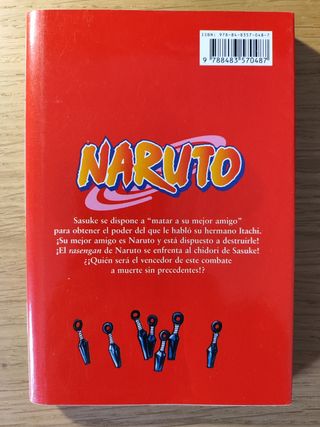 ISBN: 978-84-8357-048-7
9 788483 570487
NARUTO
Sasuke se dispone a “matar a su mejor amigo”
para obtener el poder del que le habló su hermano Itachi.
¡Su mejor amigo es Naruto y está dispuesto a destruirle!
¡El rasengan de Naruto se enfrenta al chidori de Sasuke!
¿¡Quién será el vencedor de este combate
a muerte sin precedentes!?